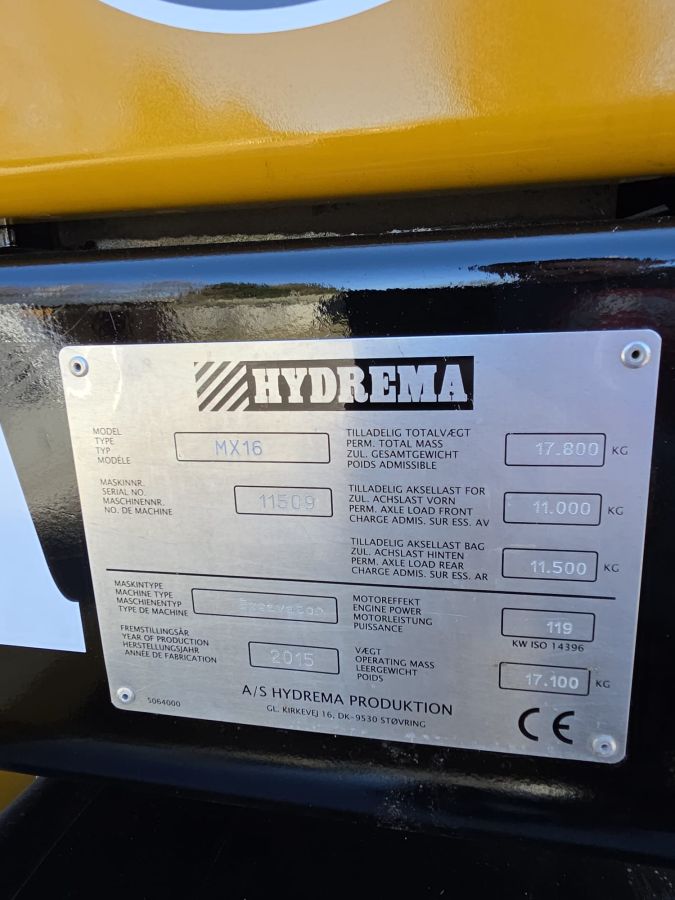 HYDREMA
MODEL
TYPE
TYP
MODÉLE
MX16
MASKINNR.
SERIAL NO.
MASCHINENNR.
NO. DE MACHINE
11509
TILLADELIG TOTALVÆGT
PERM. TOTAL MASS
ZUL. GESAMTGEWICHT
POIDS ADMISSIBLE
17.800 KG
TILLADELIG AKSELLAST FOR
ZUL. ACHSLAST VORN
PERM. AXLE LOAD FRONT
CHARGE ADMIS. SUR ESS. AV
11.000 KG
TILLADELIG AKSELLAST BAG
ZUL. ACHSLAST HINTEN
PERM. AXLE LOAD REAR
CHARGE ADMIS. SUR ESS. AR
11.500 KG
MASKINTYPE
MACHINE TYPE
MASCHIENENTYP
TYPE DE MACHINE
Excavator
FREMSTILLINGSÅR
YEAR OF PRODUCTION
HERSTELLUNGSJAHR
ANNÉE DE FABRICATION
2015
MOTOREFFEKT
ENGINE POWER
MOTORLEISTUNG
PUISSANCE
119
KW ISO 14396
VÆGT
OPERATING MASS
LEERGEWICHT
POIDS
17.100 KG
5064000
A/S HYDREMA PRODUKTION
GL. KIRKEVEJ 16, DK-9530 STØVRING
CE